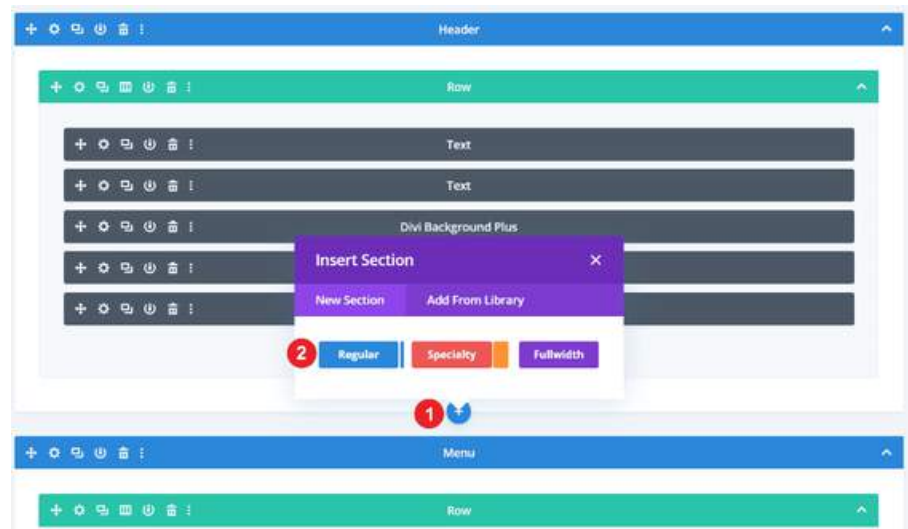 Header
Row
Text
Text
Divi Background Plus
Insert Section
New Section Add From Library
2 Regular Specialty Fullwidth
1
Menu
Row